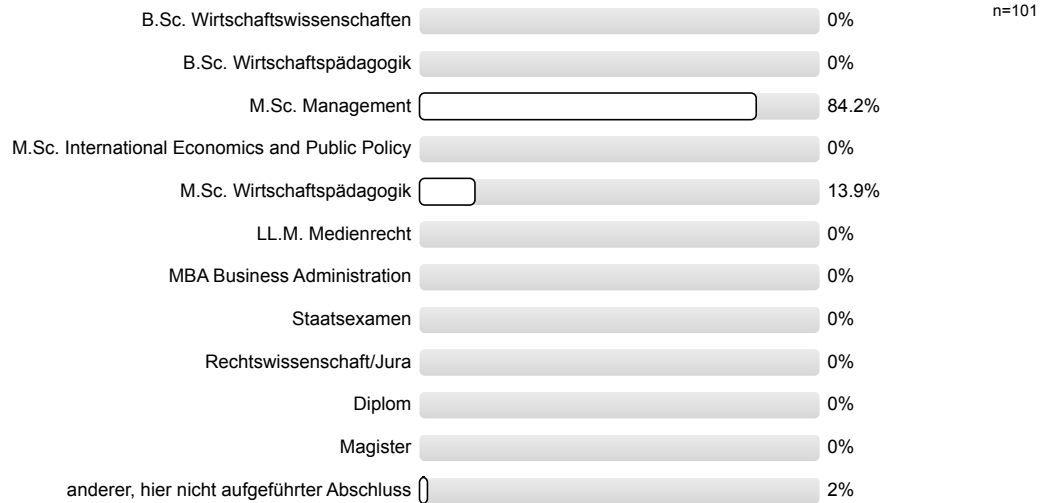 B.Sc. Wirtschaftswissenschaften 0% n=101
B.Sc. Wirtschaftspädagogik 0%
M.Sc. Management 84.2%
M.Sc. International Economics and Public Policy 0%
M.Sc. Wirtschaftspädagogik 13.9%
LL.M. Medienrecht 0%
MBA Business Administration 0%
Staatsexamen 0%
Rechtswissenschaft/Jura 0%
Diplom 0%
Magister 0%
anderer, hier nicht aufgeführter Abschluss 2%